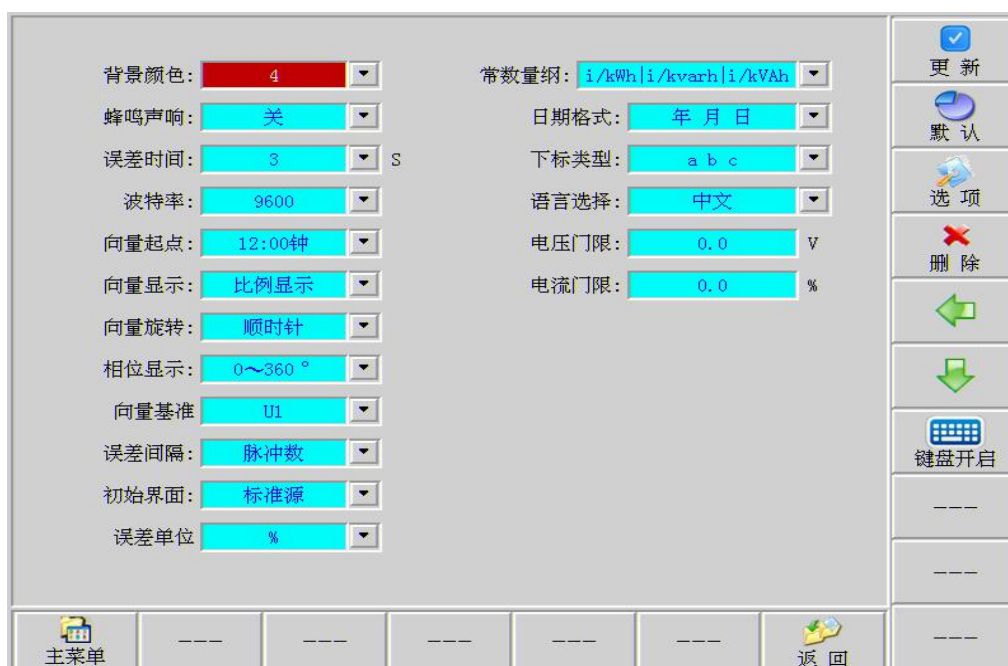 背景颜色: 4
蜂鸣声响: 关
误差时间: 3 S
波特率: 9600
向量起点: 12:00钟
向量显示: 比例显示
向量旋转: 顺时针
相位显示: 0～360°
向量基准 U1
误差间隔: 脉冲数
初始界面: 标准源
误差单位 %
常数量纲: i/kWh|i/kvarh|i/kVAh
日期格式: 年 月 日
下标类型: a b c
语言选择: 中文
电压门限: 0.0 V
电流门限: 0.0 %
更 新
默 认
选 项
删 除
键盘开启
---
---
---
主菜单 --- --- --- --- --- 返 回